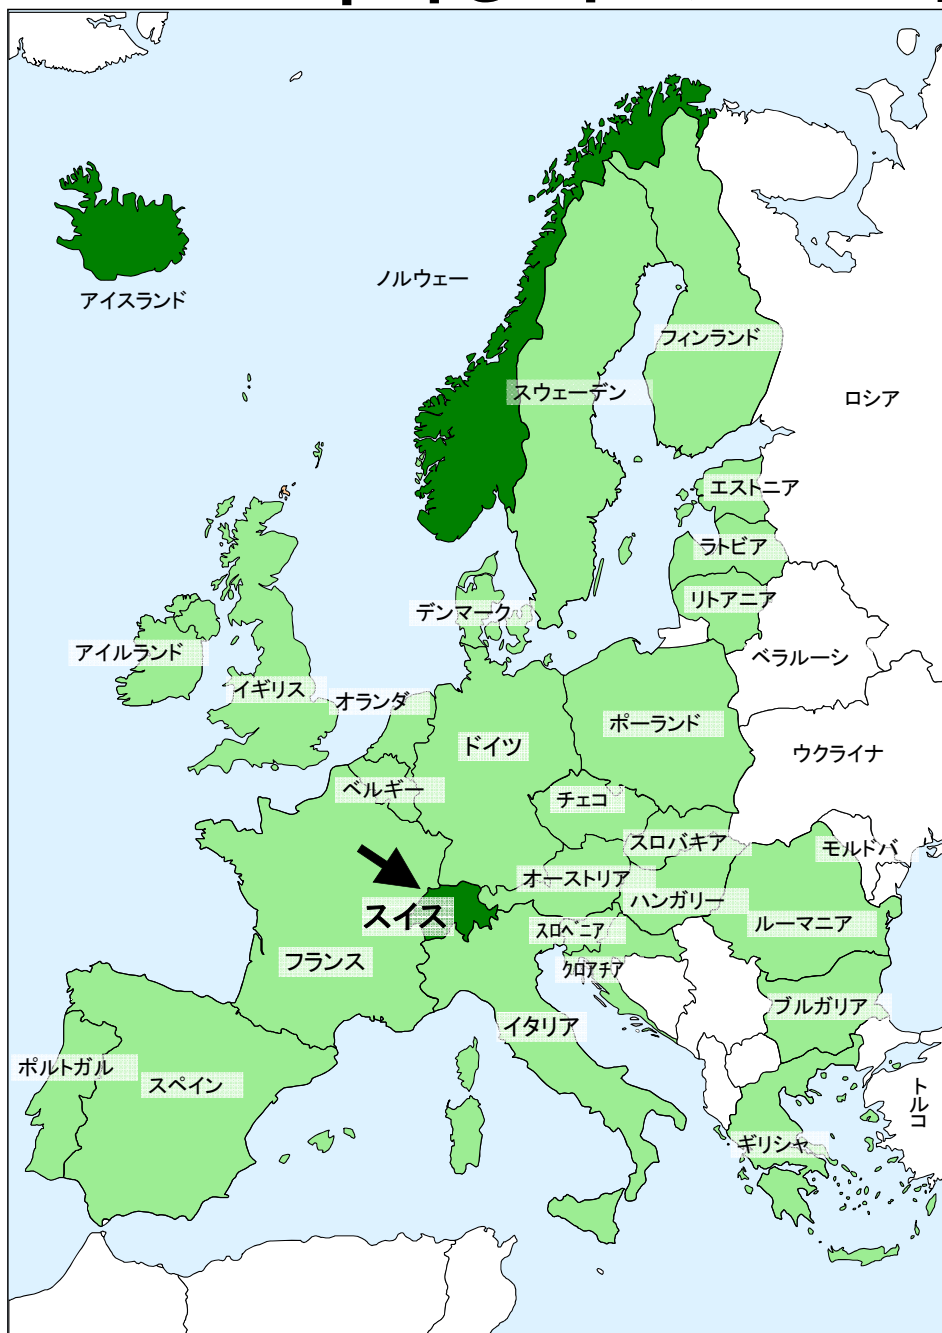 ノルウェー
アイスランド
フィンランド
スウェーデン
ロシア
エストニア
ラトビア
リトアニア
デンマーク
アイルランド
ベラルーシ
イギリス
オランダ
ポーランド
ドイツ
ウクライナ
ベルギー
チェコ
スロバキア
モルドバ
オーストリア
ハンガリー
スイス
ルーマニア
スロベニア
フランス
クロアチア
ブルガリア
イタリア
ポルトガル
スペイン
トルコ
ギリシャ